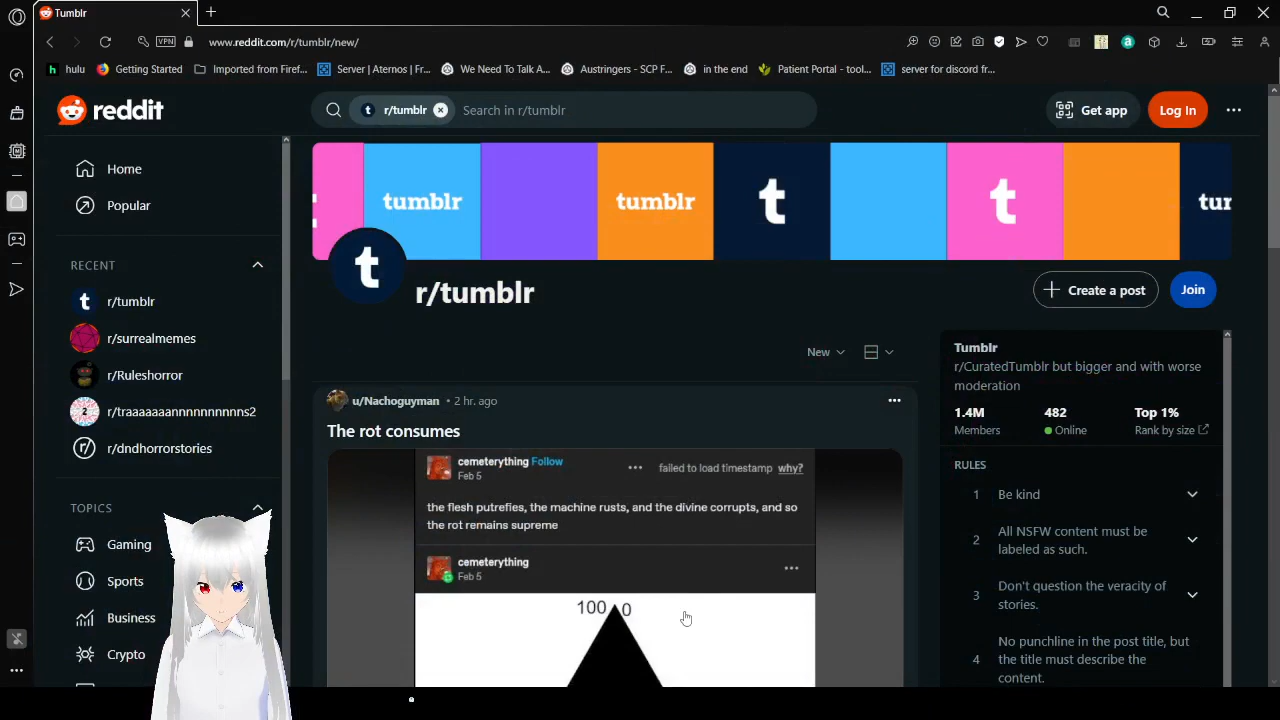 Tumblr
VPN
www.reddit.com/r/tumblr/new/
h hulu
Getting Started
Imported from Firef...
Server | Aternos | Fr...
We Need To Talk A...
Austringers - SCP F...
in the end
Patient Portal - tool...
server for discord fr...
reddit
r/tumblr
Search in r/tumblr
Get app
Log In
Home
Popular
RECENT
r/tumblr
r/surrealmemes
r/Ruleshorror
r/traaaaaaannnnnnnnnns2
r/dndhorrorstories
TOPICS
Gaming
Sports
Business
Crypto
tumblr
tumblr
t
t
tur
t
r/tumblr
Create a post
Join
New
u/Nachoguyman • 2 hr. ago
The rot consumes
cemeterything Follow
Feb 5
failed to load timestamp why?
the flesh putrefies, the machine rusts, and the divine corrupts, and so
the rot remains supreme
cemeterything
Feb 5
100 0
Tumblr
r/CuratedTumblr but bigger and with worse
moderation
1.4M
Members
482
Online
Top 1%
Rank by size
RULES
1 Be kind
2 All NSFW content must be
labeled as such.
3 Don't question the veracity of
stories.
4 No punchline in the post title, but
the title must describe the
content.